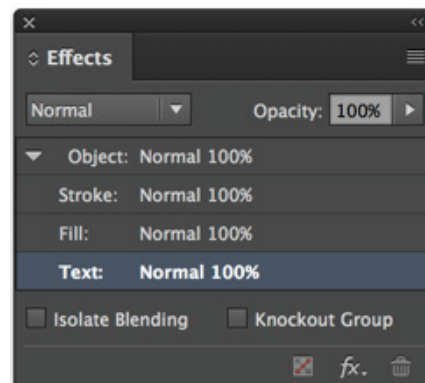 Effects
Normal Opacity: 100%
Object: Normal 100%
Stroke: Normal 100%
Fill: Normal 100%
Text: Normal 100%
Isolate Blending Knockout Group
fx.